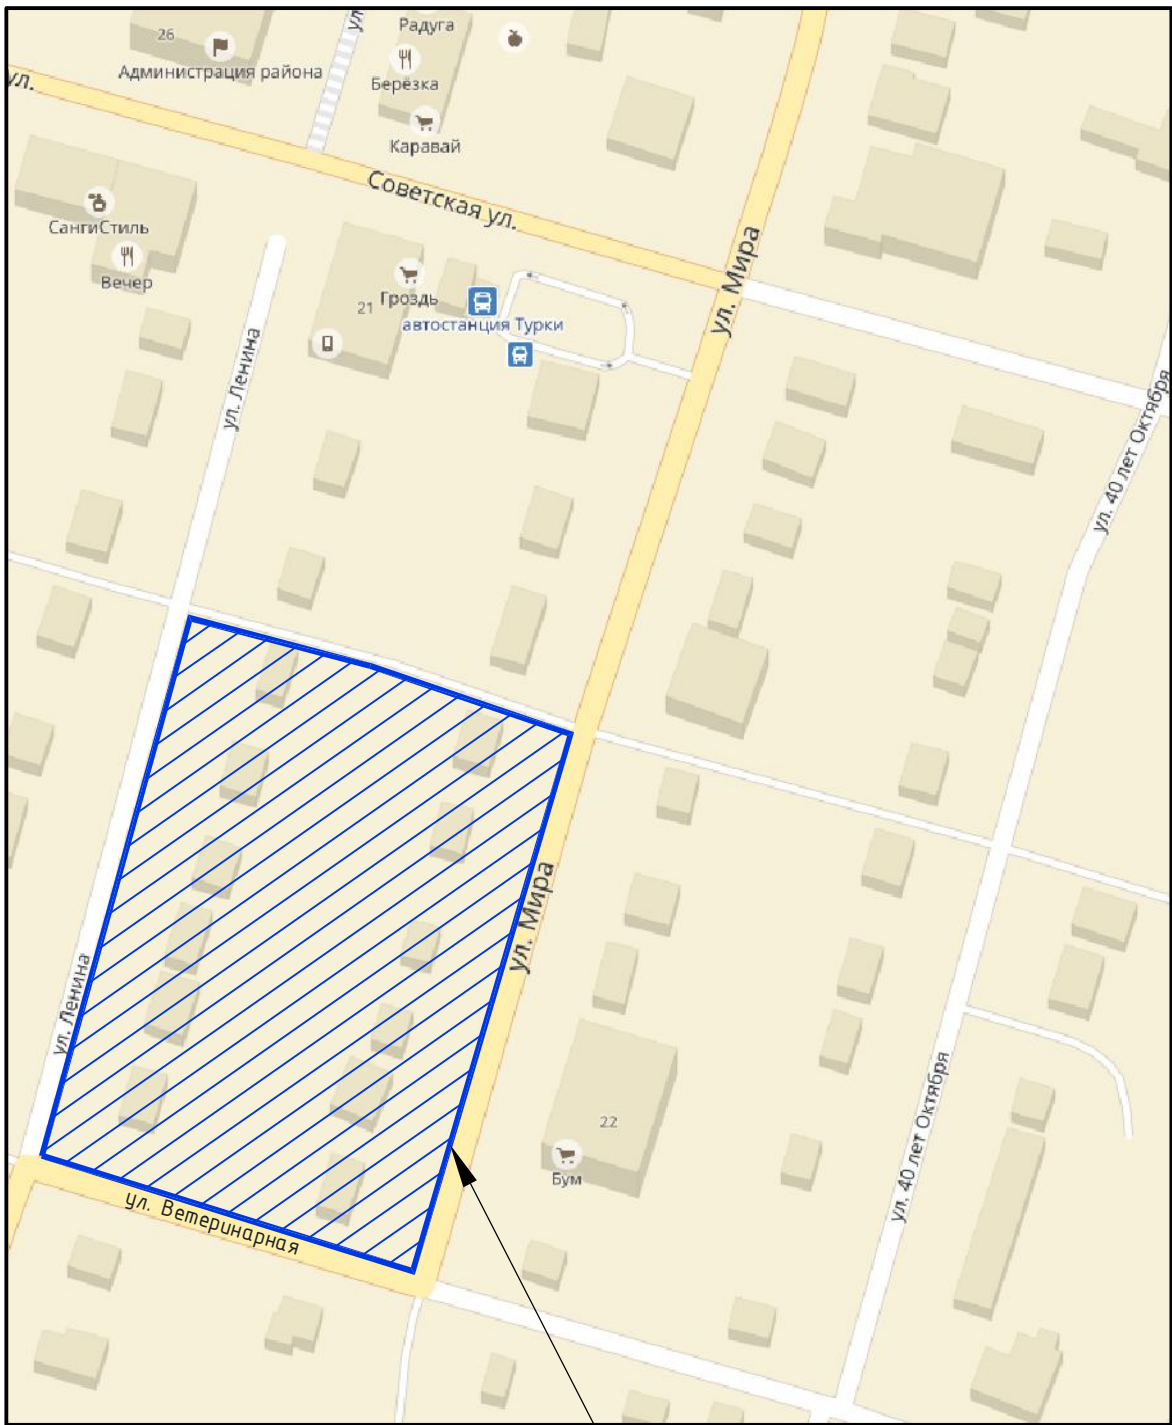 26
Администрация района
ул.
ул
Радуга
Берёзка
Каравай
Советская ул.
СангиСтиль
Вечер
21
Гроздь
автостанция Турки
ул. Мира
ул. Ленина
ул. 40 лет Октября
ул. Мира
ул. Ленина
22
Бум
ул. 40 лет Октября
ул. Ветеринарная